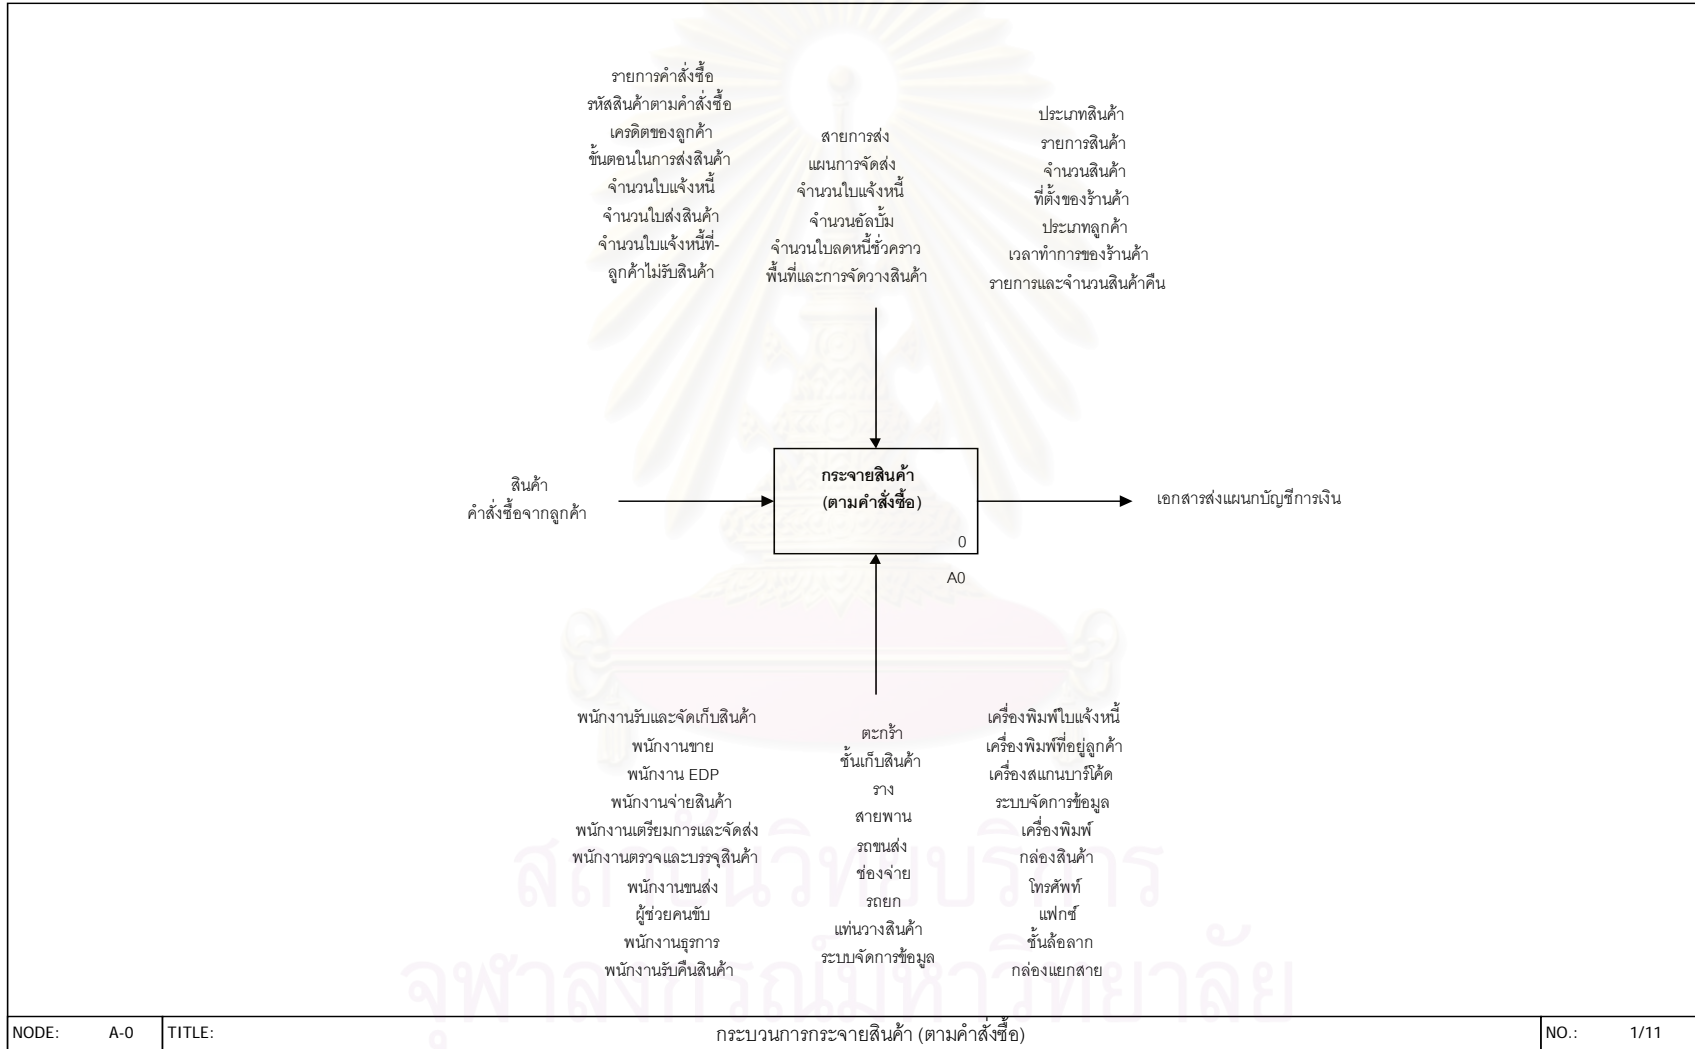 รายการคำสั่งซื้อ
รหัสสินค้าตามคำสั่งซื้อ
เครดิตของลูกค้า
ขั้นตอนในการส่งสินค้า
จำนวนใบแจ้งหนี้
จำนวนใบส่งสินค้า
จำนวนใบแจ้งหนี้ที่-
ลูกค้าไม่รับสินค้า
สายการส่ง
แผนการจัดส่ง
จำนวนใบแจ้งหนี้
จำนวนอัลบั้ม
จำนวนใบลดหนี้ชั่วคราว
พื้นที่และการจัดวางสินค้า
ประเภทสินค้า
รายการสินค้า
จำนวนสินค้า
ที่ตั้งของร้านค้า
ประเภทลูกค้า
เวลาทำการของร้านค้า
รายการและจำนวนสินค้าคืน
สินค้า
คำสั่งซื้อจากลูกค้า
กระจายสินค้า
(ตามคำสั่งซื้อ)
0
A0
เอกสารส่งแผนกบัญชีการเงิน
พนักงานรับและจัดเก็บสินค้า
พนักงานขาย
พนักงาน EDP
พนักงานจ่ายสินค้า
พนักงานเตรียมการและจัดส่ง
พนักงานตรวจและบรรจุสินค้า
พนักงานขนส่ง
ผู้ช่วยคนขับ
พนักงานธุรการ
พนักงานรับคืนสินค้า
ตะกร้า
ชั้นเก็บสินค้า
ราง
สายพาน
รถขนส่ง
ช่องจ่าย
รถยก
แท่นวางสินค้า
ระบบจัดการข้อมูล
เครื่องพิมพ์ใบแจ้งหนี้
เครื่องพิมพ์ที่อยู่ลูกค้า
เครื่องสแกนบาร์โค้ด
ระบบจัดการข้อมูล
เครื่องพิมพ์
กล่องสินค้า
โทรศัพท์
แฟกซ์
ชั้นล้อลาก
กล่องแยกสาย
สถาบันวิทยบริการ
จุฬาลงกรณ์มหาวิทยาลัย
NODE: A-0 TITLE: กระบวนการกระจายสินค้า (ตามคำสั่งซื้อ) NO.: 1/11